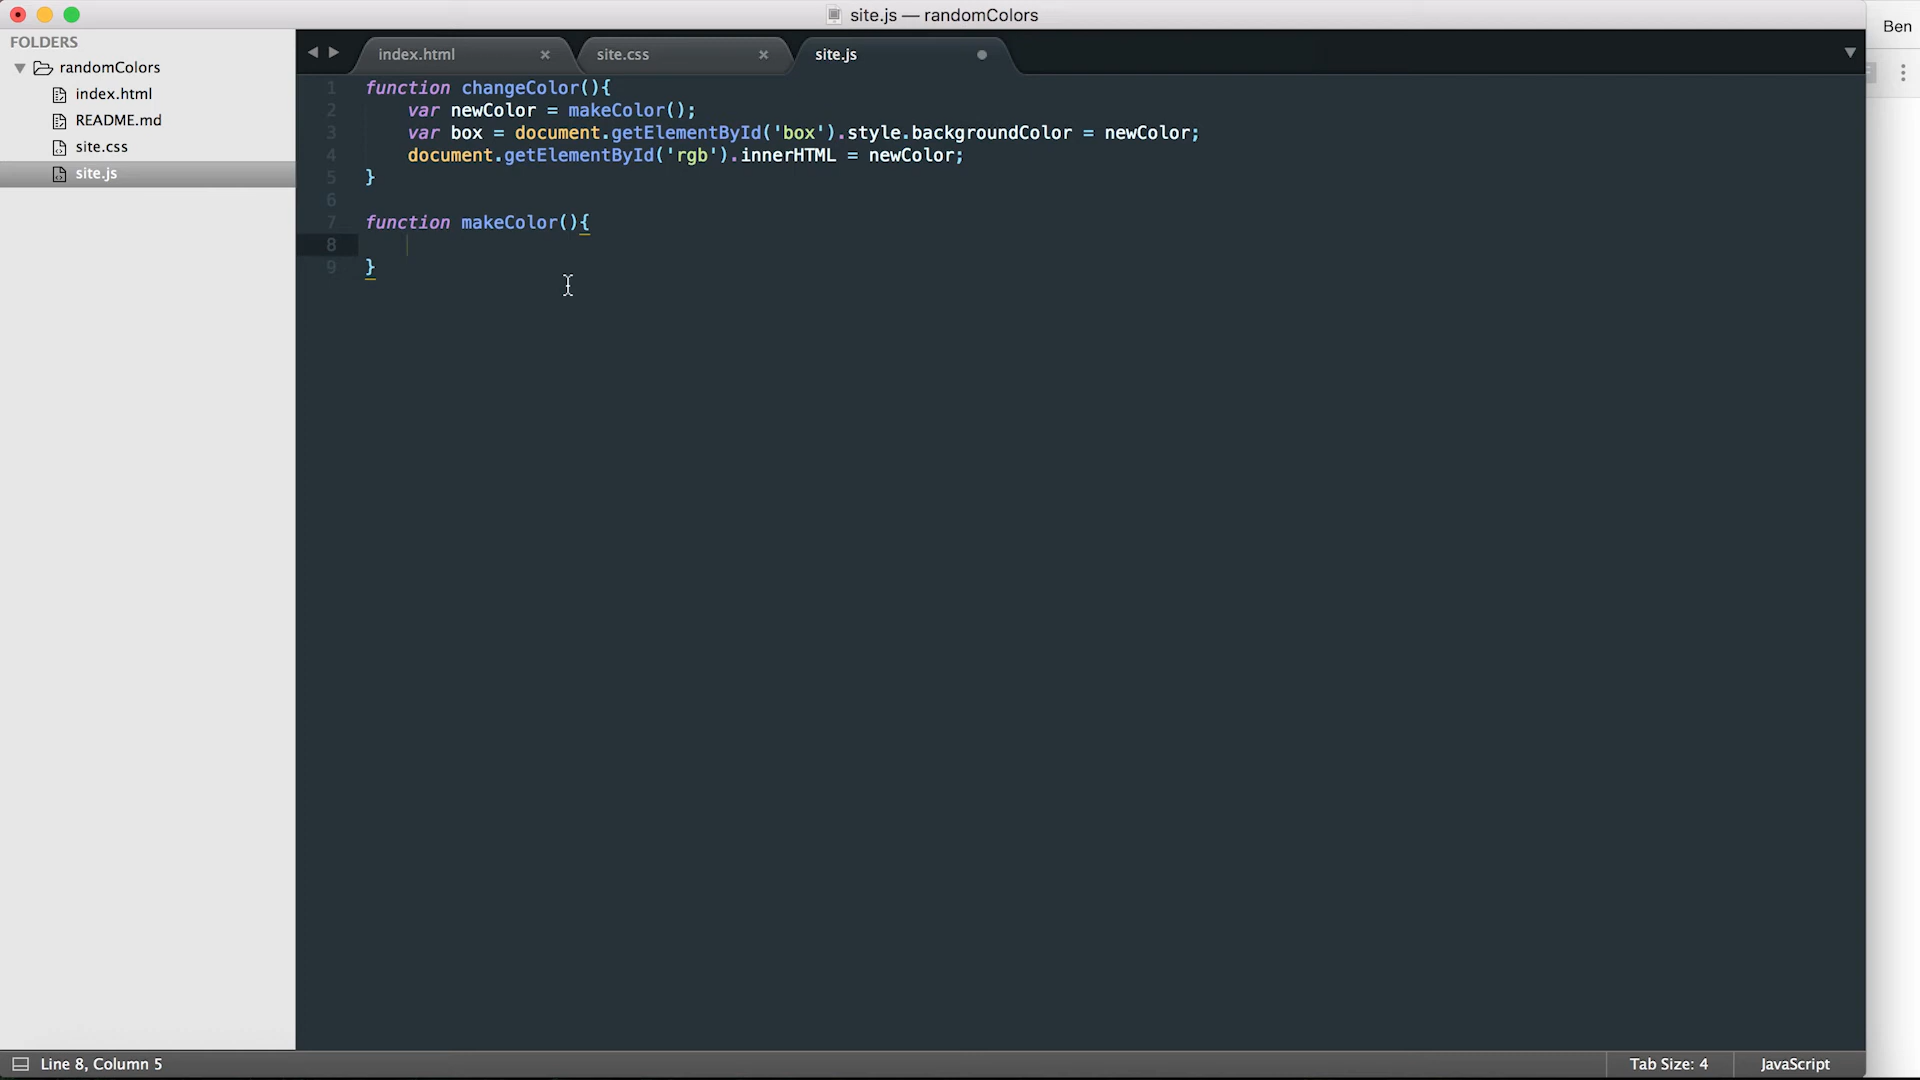 site.js — randomColors
Ben
FOLDERS
randomColors
index.html
README.md
site.css
site.js
index.html
site.css
site.js
1 function changeColor(){
2 var newColor = makeColor();
3 var box = document.getElementById('box').style.backgroundColor = newColor;
4 document.getElementById('rgb').innerHTML = newColor;
5 }
6
7 function makeColor(){
8
9 }
Line 8, Column 5
Tab Size: 4
JavaScript